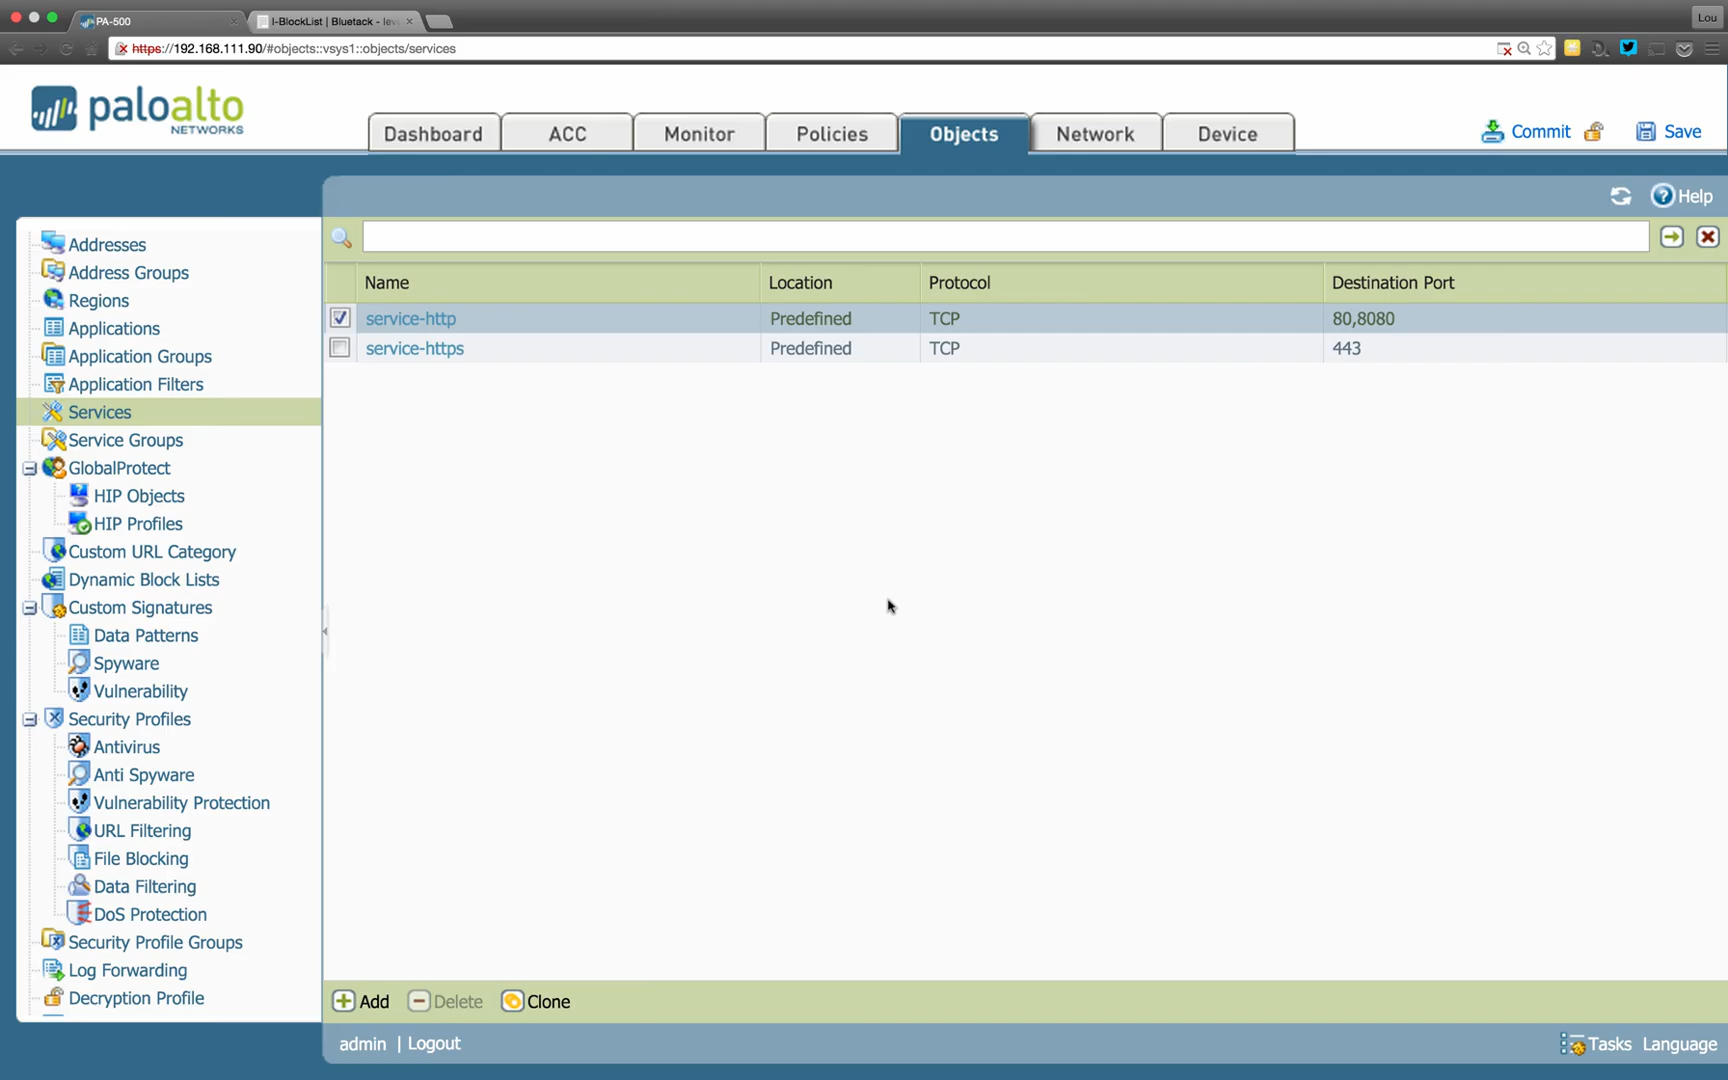 PA-500
I-BlockList | Bluetack - lev
Lou
https://192.168.111.90/#objects::vsys1::objects/services
paloalto
NETWORKS
Dashboard
ACC
Monitor
Policies
Objects
Network
Device
Commit
Save
Help
Addresses
Address Groups
Regions
Applications
Application Groups
Application Filters
Services
Service Groups
GlobalProtect
HIP Objects
HIP Profiles
Custom URL Category
Dynamic Block Lists
Custom Signatures
Data Patterns
Spyware
Vulnerability
Security Profiles
Antivirus
Anti Spyware
Vulnerability Protection
URL Filtering
File Blocking
Data Filtering
DoS Protection
Security Profile Groups
Log Forwarding
Decryption Profile
Name Location Protocol Destination Port
service-http Predefined TCP 80,8080
service-https Predefined TCP 443
Add Delete Clone
admin | Logout
Tasks Language